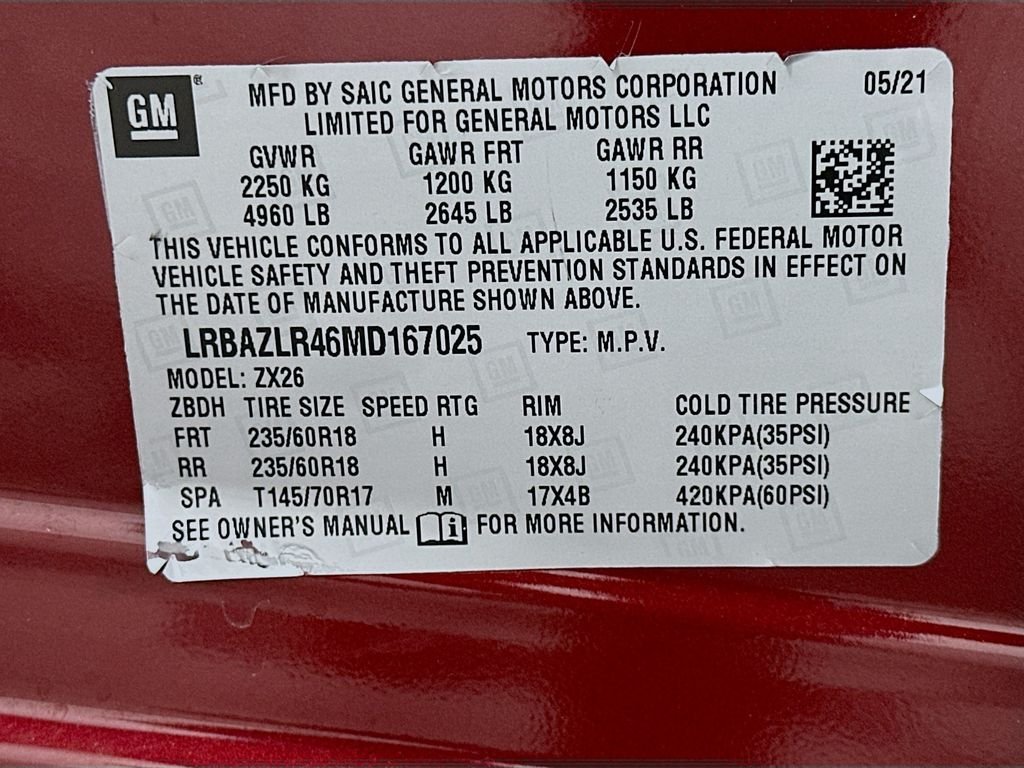 GM ® MFD BY SAIC GENERAL MOTORS CORPORATION 05/21
LIMITED FOR GENERAL MOTORS LLC
GVWR GAWR FRT GAWR RR
2250 KG 1200 KG 1150 KG
4960 LB 2645 LB 2535 LB
THIS VEHICLE CONFORMS TO ALL APPLICABLE U.S. FEDERAL MOTOR
VEHICLE SAFETY AND THEFT PREVENTION STANDARDS IN EFFECT ON
THE DATE OF MANUFACTURE SHOWN ABOVE.
LRBAZLR46MD167025 TYPE: M.P.V.
MODEL: ZX26
ZBDH TIRE SIZE SPEED RTG RIM COLD TIRE PRESSURE
FRT 235/60R18 H 18X8J 240KPA(35PSI)
RR 235/60R18 H 18X8J 240KPA(35PSI)
SPA T145/70R17 M 17X4B 420KPA(60PSI)
SEE OWNER'S MANUAL i FOR MORE INFORMATION.